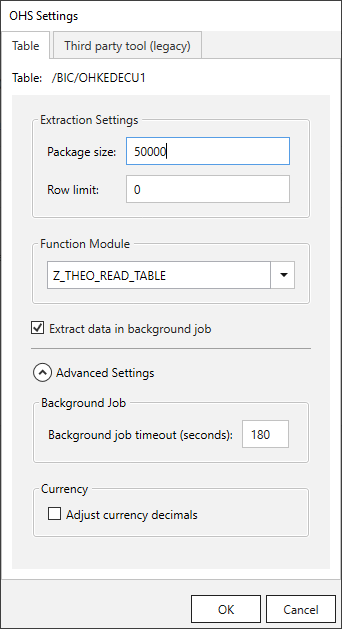 OHS Settings
Table Third party tool (legacy)
Table: /BIC/OHKEDECU1
Extraction Settings
Package size: 50000
Row limit: 0
Function Module
Z_THEO_READ_TABLE
Extract data in background job
Advanced Settings
Background Job
Background job timeout (seconds): 180
Currency
Adjust currency decimals
OK Cancel